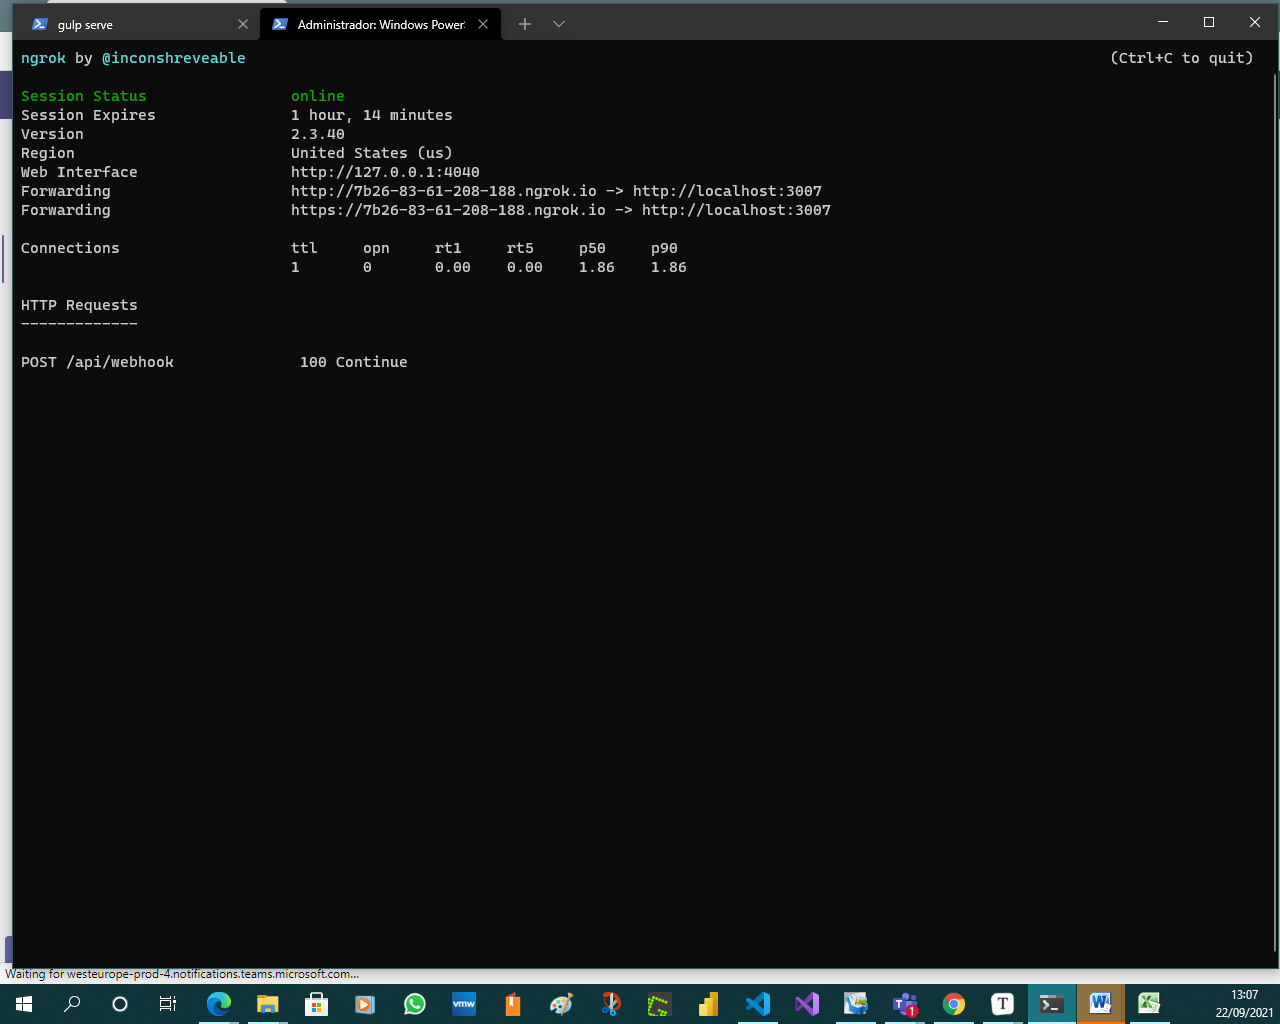 gulp serve
Administrador: Windows PowerS
ngrok by @inconshreveable (Ctrl+C to quit)
Session Status online
Session Expires 1 hour, 14 minutes
Version 2.3.40
Region United States (us)
Web Interface http://127.0.0.1:4040
Forwarding http://7b26-83-61-208-188.ngrok.io -> http://localhost:3007
Forwarding https://7b26-83-61-208-188.ngrok.io -> http://localhost:3007
Connections ttl opn rt1 rt5 p50 p90
1 0 0.00 0.00 1.86 1.86
HTTP Requests
-------------
POST /api/webhook 100 Continue
Waiting for westeurope-prod-4.notifications.teams.microsoft.com...
vmw
T
1
T
13:07
22/09/2021